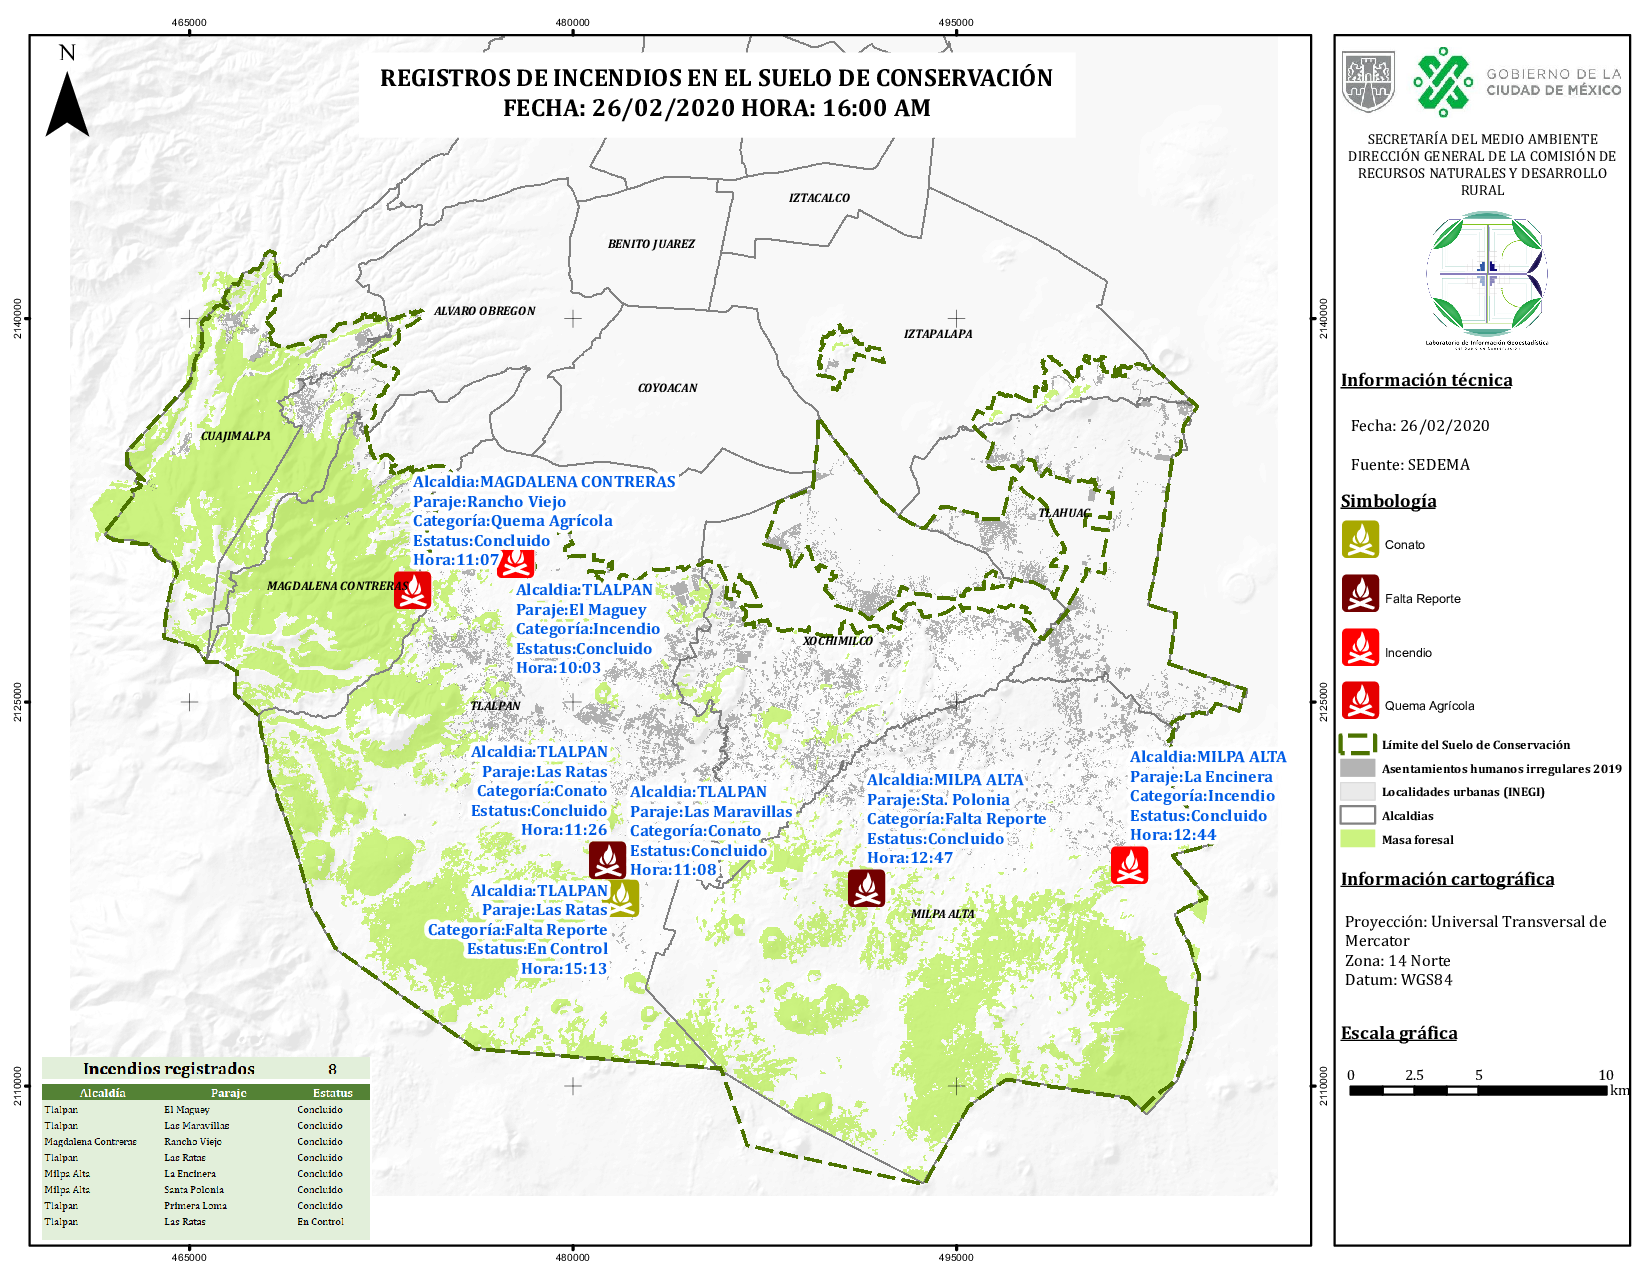 REGISTROS DE INCENDIOS EN EL SUELO DE CONSERVACIÓN
FECHA: 26/02/2020 HORA: 16:00 AM
N
465000
480000
495000
2140000
2125000
2110000
2140000
2125000
2110000
465000
480000
495000
IZTACALCO
BENITO JUAREZ
ALVARO OBREGON
IZTAPALAPA
COYOACAN
CUAJIMALPA
TLAHUAC
MAGDALENA CONTRERAS
XOCHIMILCO
TLALPAN
MILPA ALTA
Alcaldia:MAGDALENA CONTRERAS
Paraje:Rancho Viejo
Categoría:Quema Agrícola
Estatus:Concluido
Hora:11:07
Alcaldia:TLALPAN
Paraje:El Maguey
Categoría:Incendio
Estatus:Concluido
Hora:10:03
Alcaldia:TLALPAN
Paraje:Las Ratas
Categoría:Conato
Estatus:Concluido
Hora:11:26
Alcaldia:TLALPAN
Paraje:Las Maravillas
Categoría:Conato
Estatus:Concluido
Hora:11:08
Alcaldia:MILPA ALTA
Paraje:Sta. Polonia
Categoría:Falta Reporte
Estatus:Concluido
Hora:12:47
Alcaldia:MILPA ALTA
Paraje:La Encinera
Categoría:Incendio
Estatus:Concluido
Hora:12:44
Alcaldia:TLALPAN
Paraje:Las Ratas
Categoría:Falta Reporte
Estatus:En Control
Hora:15:13
Incendios registrados 8
Alcaldía Paraje Estatus
Tlalpan El Maguey Concluido
Tlalpan Las Maravillas Concluido
Magdalena Contreras Rancho Viejo Concluido
Tlalpan Las Ratas Concluido
Milpa Alta La Encinera Concluido
Milpa Alta Santa Polonia Concluido
Tlalpan Primera Loma Concluido
Tlalpan Las Ratas En Control
GOBIERNO DE LA
CIUDAD DE MÉXICO
SECRETARÍA DEL MEDIO AMBIENTE
DIRECCIÓN GENERAL DE LA COMISIÓN DE
RECURSOS NATURALES Y DESARROLLO
RURAL
Laboratorio de Información Geoestadística
Información técnica
Fecha: 26/02/2020
Fuente: SEDEMA
Simbología
Conato
Falta Reporte
Incendio
Quema Agrícola
Límite del Suelo de Conservación
Asentamientos humanos irregulares 2019
Localidades urbanas (INEGI)
Alcaldias
Masa foresal
Información cartográfica
Proyección: Universal Transversal de
Mercator
Zona: 14 Norte
Datum: WGS84
Escala gráfica
0 2.5 5 10
km